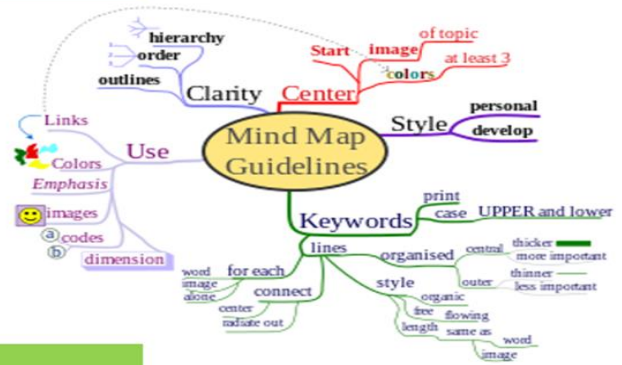 Mind Map
Guidelines
Clarity
hierarchy
order
outlines
Center
Start
image
of topic
colors
at least 3
Style
personal
develop
Use
Links
Colors
Emphasis
images
a codes
b
dimension
Keywords
print
case
UPPER and lower
lines
for each
word
image
alone
connect
center
radiate out
organised
central
thicker
more important
outer
thinner
less important
style
organic
free flowing
length same as
word
image